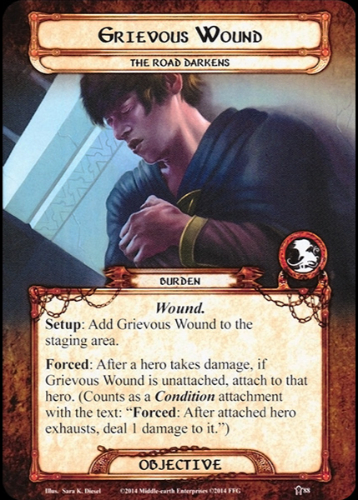 Grievous Wound
The Road Darkens
Burden
Wound.
Setup: Add Grievous Wound to the
staging area.
Forced: After a hero takes damage, if
Grievous Wound is unattached, attach to that
hero. (Counts as a Condition attachment
with the text: “Forced: After attached hero
exhausts, deal 1 damage to it.”)
Objective
Illus. Sara K. Diesel ©2014 Middle-earth Enterprises ©2014 FFG 88